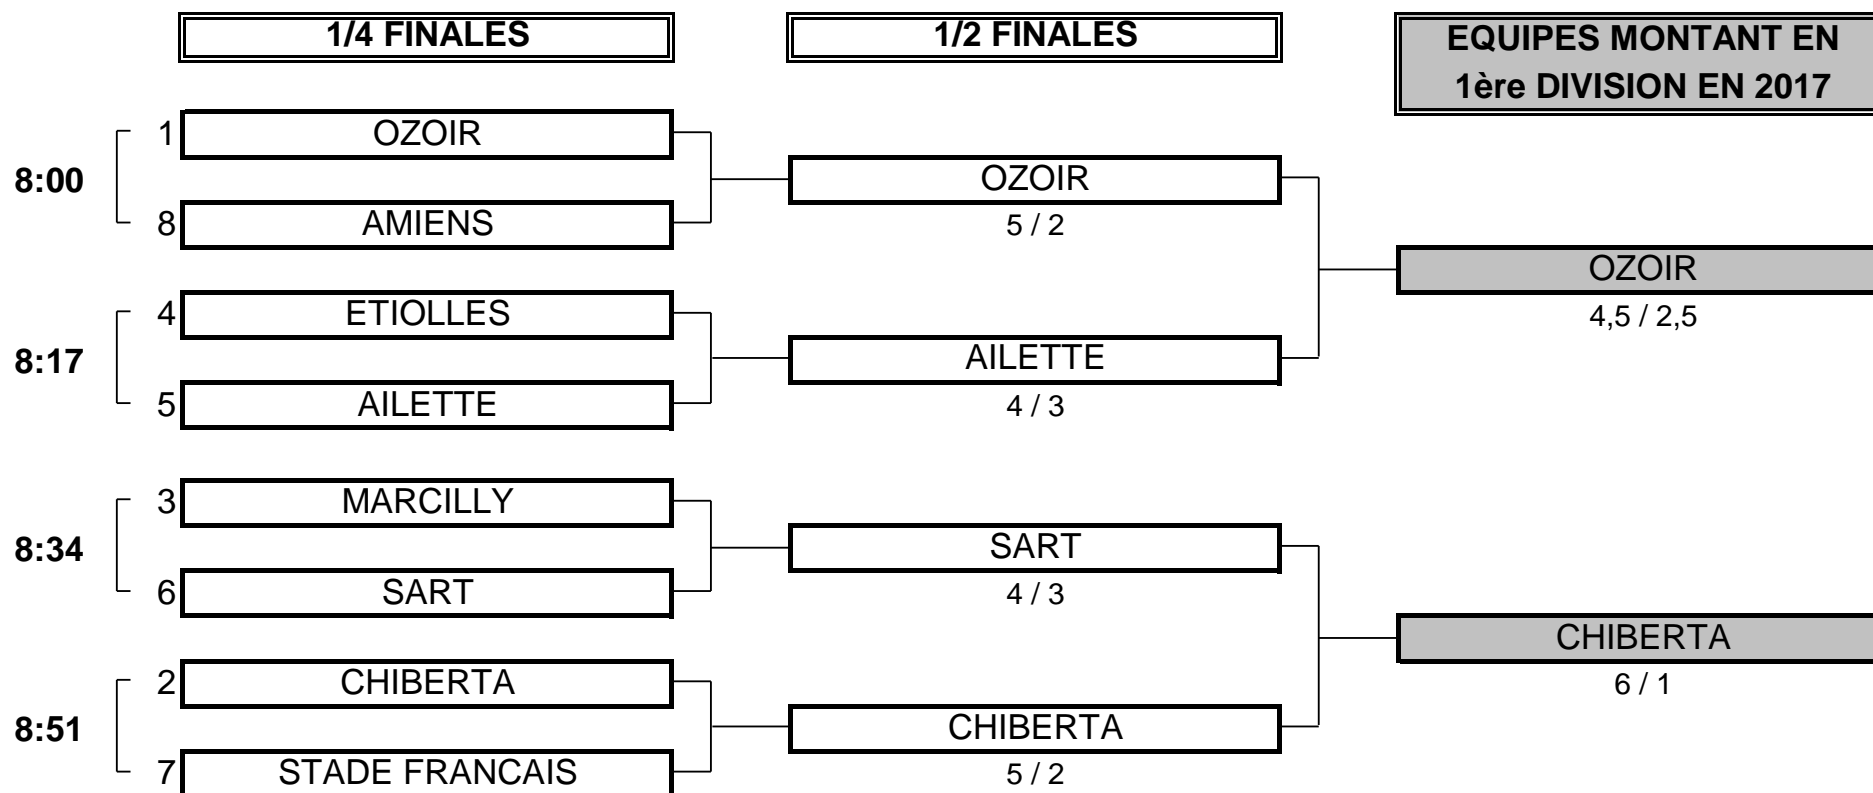 1/4 FINALES
1/2 FINALES
EQUIPES MONTANT EN
1ère DIVISION EN 2017
1 OZOIR
8:00
OZOIR
8 AMIENS
5 / 2
OZOIR
4 ETIOLLES
4,5 / 2,5
8:17
AILETTE
5 AILETTE
4 / 3
3 MARCILLY
8:34
SART
6 SART
4 / 3
CHIBERTA
2 CHIBERTA
6 / 1
8:51
CHIBERTA
7 STADE FRANCAIS
5 / 2